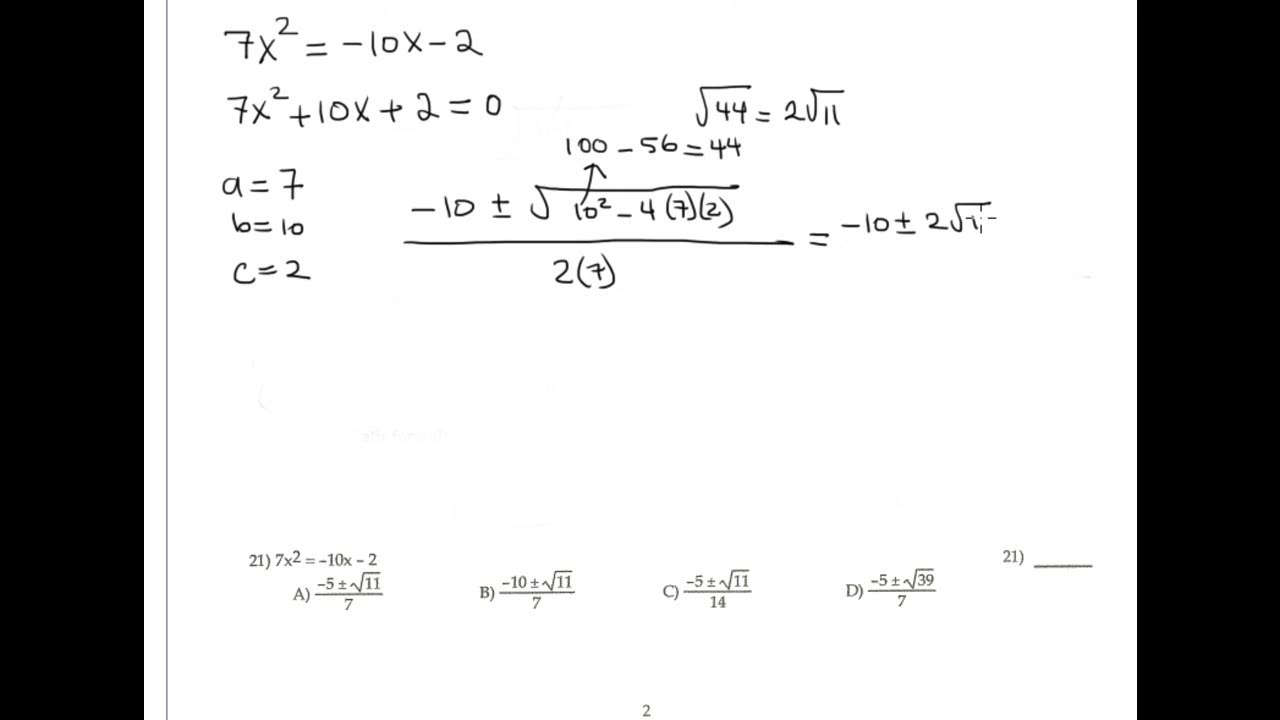 7x² = -10x - 2
7x² + 10x + 2 = 0
√44 = 2√11
100 - 56 = 44
a = 7
b = 10
c = 2
-10 ± √10² - 4(7)(2)
2(7)
= -10 ± 2√1
21) 7x2 = -10x - 2
21) ______
A) -5 ± √11
7
B) -10 ± √11
7
C) -5 ± √11
14
D) -5 ± √39
7
2